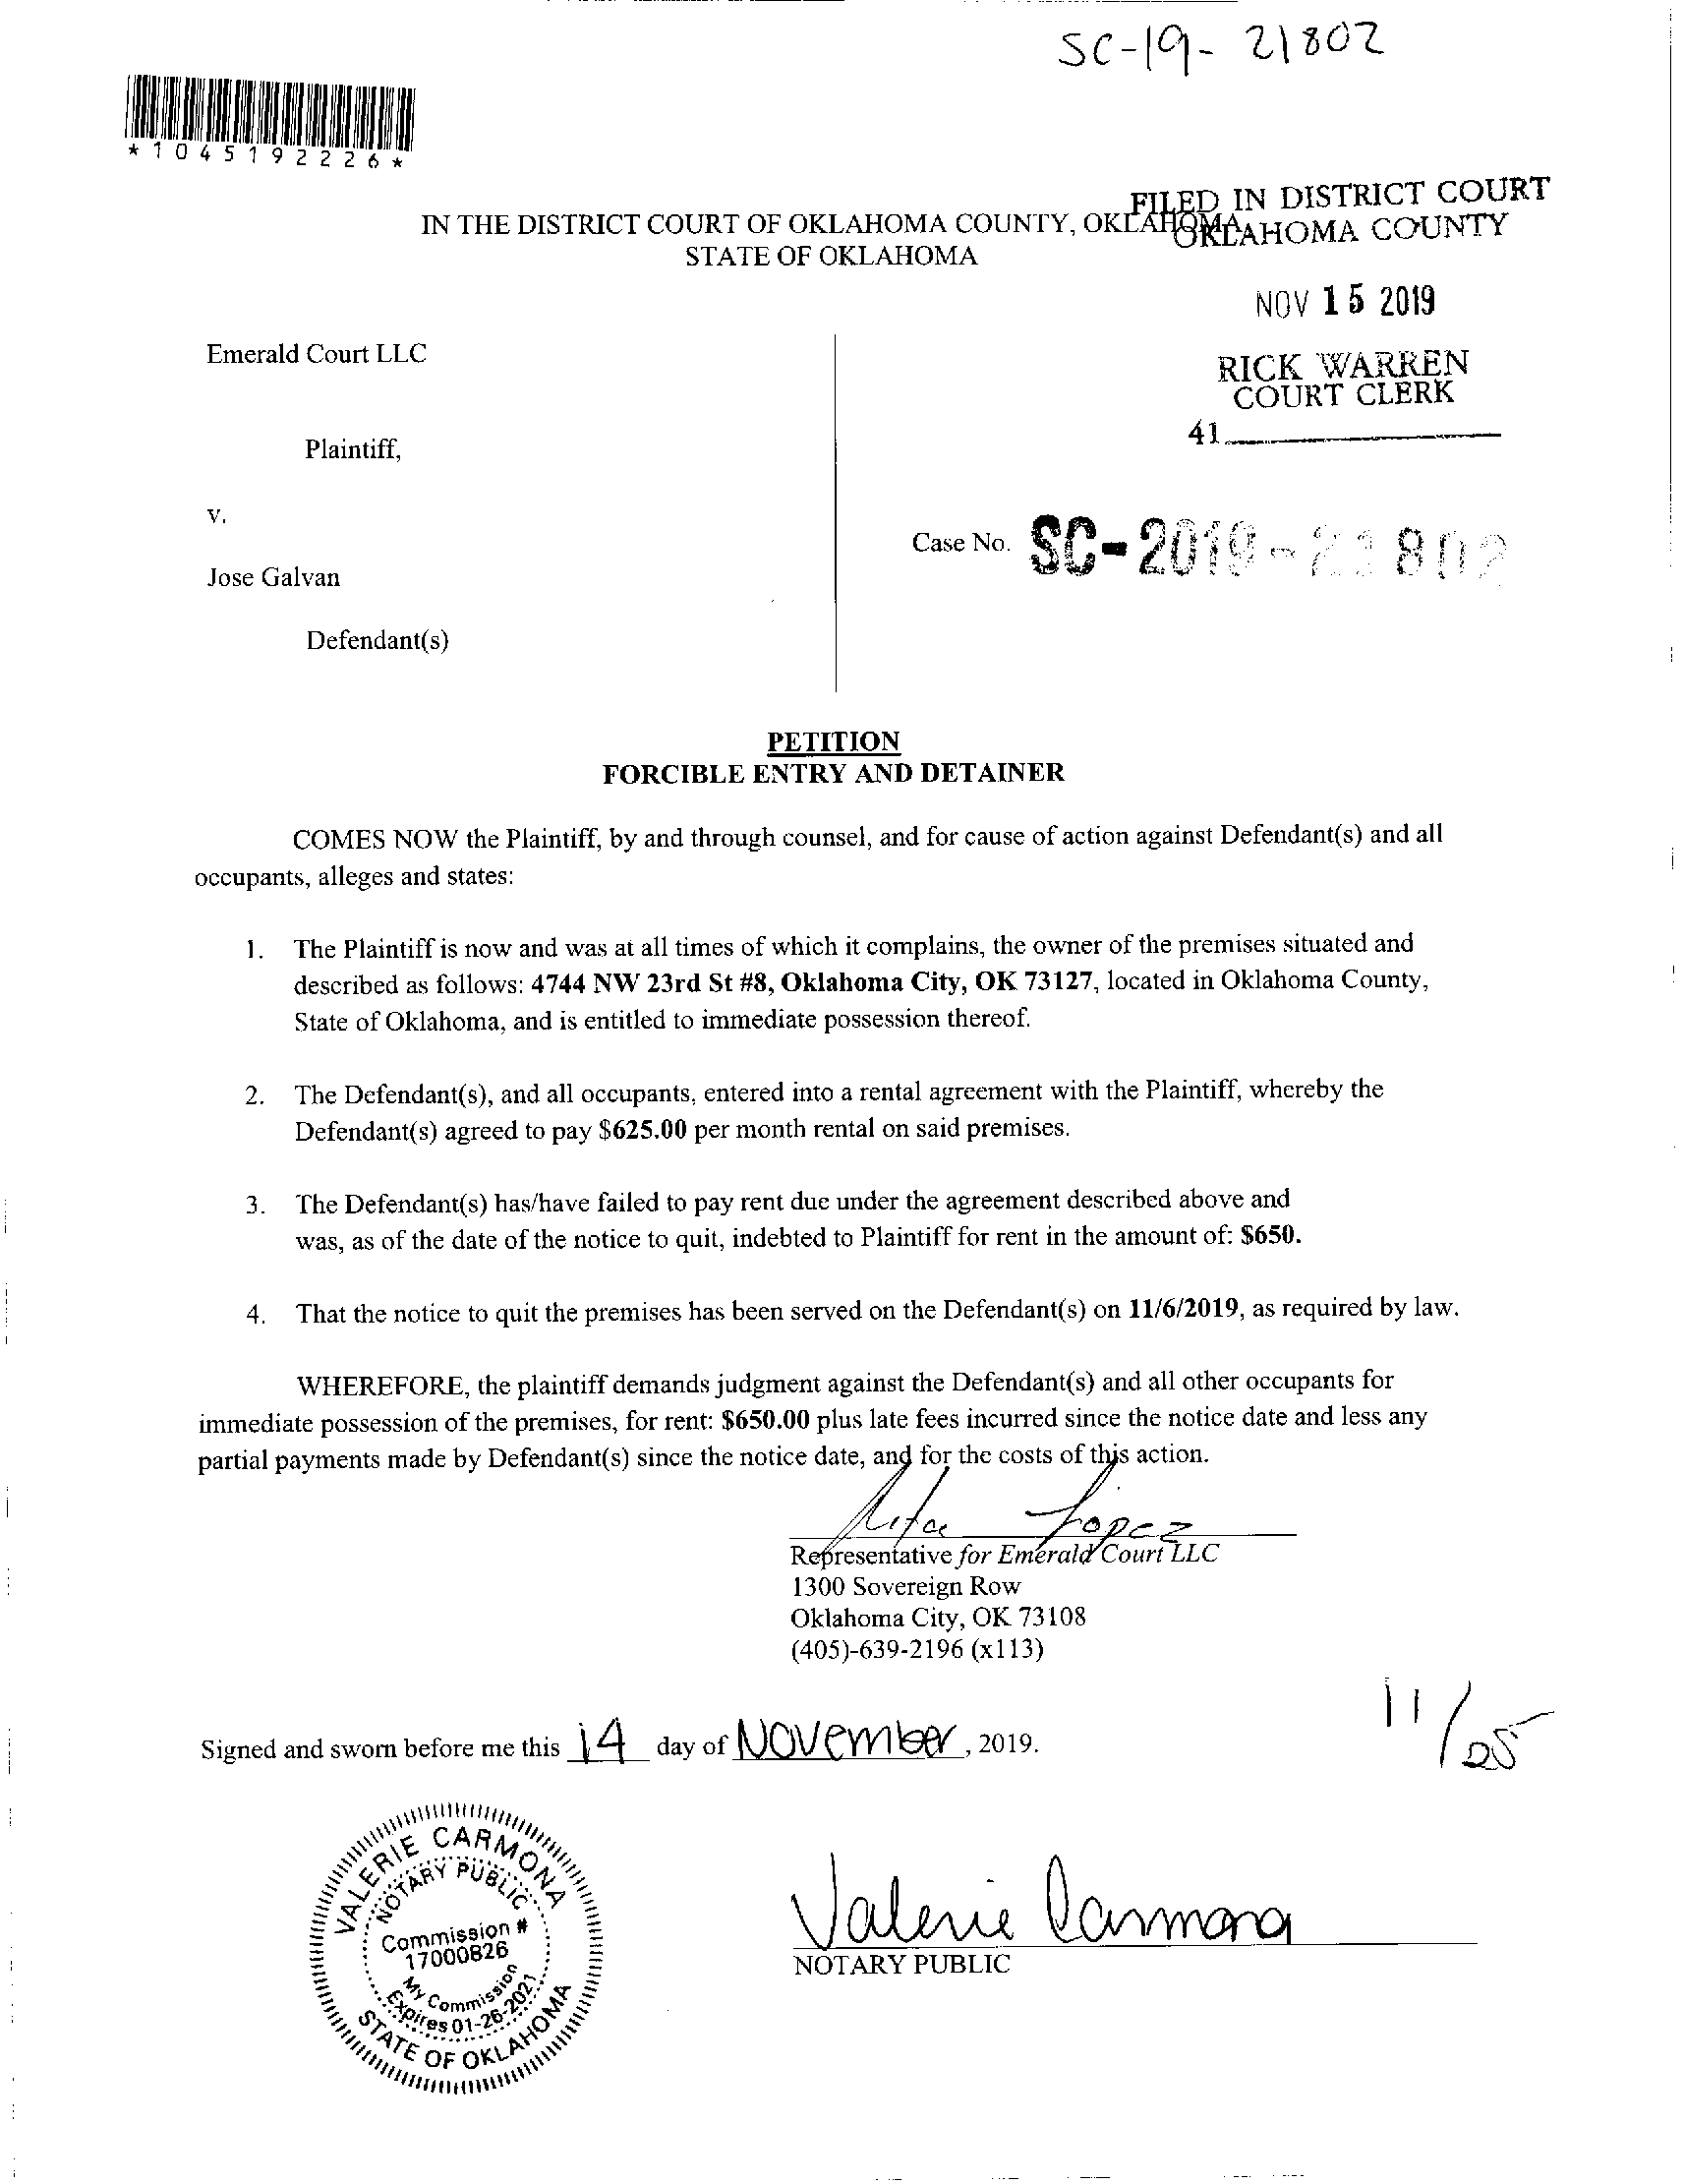 SC-19-21802
*1045192226*
FILED IN DISTRICT COURT
OKLAHOMA COUNTY
IN THE DISTRICT COURT OF OKLAHOMA COUNTY, OKLAHOMA
STATE OF OKLAHOMA
NOV 15 2019
RICK WARREN
COURT CLERK
41
Emerald Court LLC
Plaintiff,
v.
Case No. SC-2019-21802
Jose Galvan
Defendant(s)
PETITION
FORCIBLE ENTRY AND DETAINER
COMES NOW the Plaintiff, by and through counsel, and for cause of action against Defendant(s) and all
occupants, alleges and states:
1. The Plaintiff is now and was at all times of which it complains, the owner of the premises situated and
described as follows: 4744 NW 23rd St #8, Oklahoma City, OK 73127, located in Oklahoma County,
State of Oklahoma, and is entitled to immediate possession thereof.
2. The Defendant(s), and all occupants, entered into a rental agreement with the Plaintiff, whereby the
Defendant(s) agreed to pay $625.00 per month rental on said premises.
3. The Defendant(s) has/have failed to pay rent due under the agreement described above and
was, as of the date of the notice to quit, indebted to Plaintiff for rent in the amount of: $650.
4. That the notice to quit the premises has been served on the Defendant(s) on 11/6/2019, as required by law.
WHEREFORE, the plaintiff demands judgment against the Defendant(s) and all other occupants for
immediate possession of the premises, for rent: $650.00 plus late fees incurred since the notice date and less any
partial payments made by Defendant(s) since the notice date, and for the costs of this action.
Lopez
Representative for Emerald Court LLC
1300 Sovereign Row
Oklahoma City, OK 73108
(405)-639-2196 (x113)
11/25
Signed and sworn before me this 14 day of November, 2019.
VALERIE CARMONA
NOTARY PUBLIC
Commission #
17000826
My Commission
Expires 01-26-2021
STATE OF OKLAHOMA
Valerie Carmona
NOTARY PUBLIC